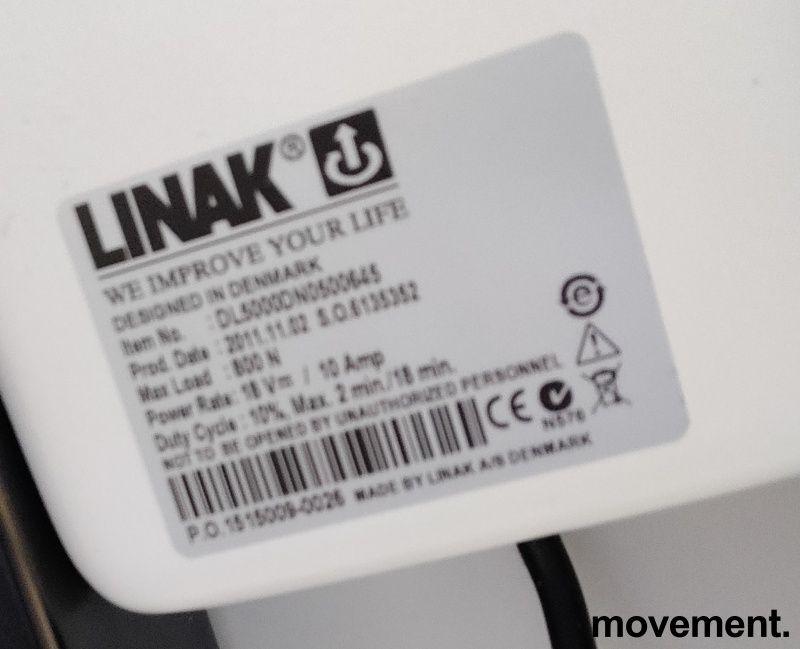 LINAK®
WE IMPROVE YOUR LIFE
DESIGNED IN DENMARK
Item No. : DL5000DN0500645
Prod. Date : 2011.11.02 S.O.6135352
Max Load : 800 N
Power Rate: 18 V⎓ / 10 Amp
Duty Cycle : 10%, Max. 2 min./18 min.
NOT TO BE OPENED BY UNAUTHORIZED PERSONNEL
e
CE
N576
P.O.1515009-0026 MADE BY LINAK A/S DENMARK
movement.